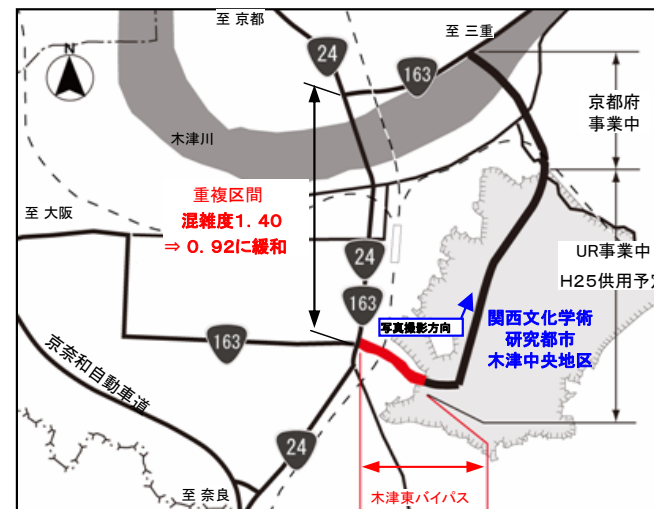 至 京都
至 三重
N
24
163
京都府
事業中
木津川
重複区間
混雑度1.40
⇒ 0.92に緩和
至 大阪
24
UR事業中
H25供用予定
163
写真撮影方向
関西文化学術
研究都市
木津中央地区
163
京奈和自動車道
24
至 奈良
木津東バイパス